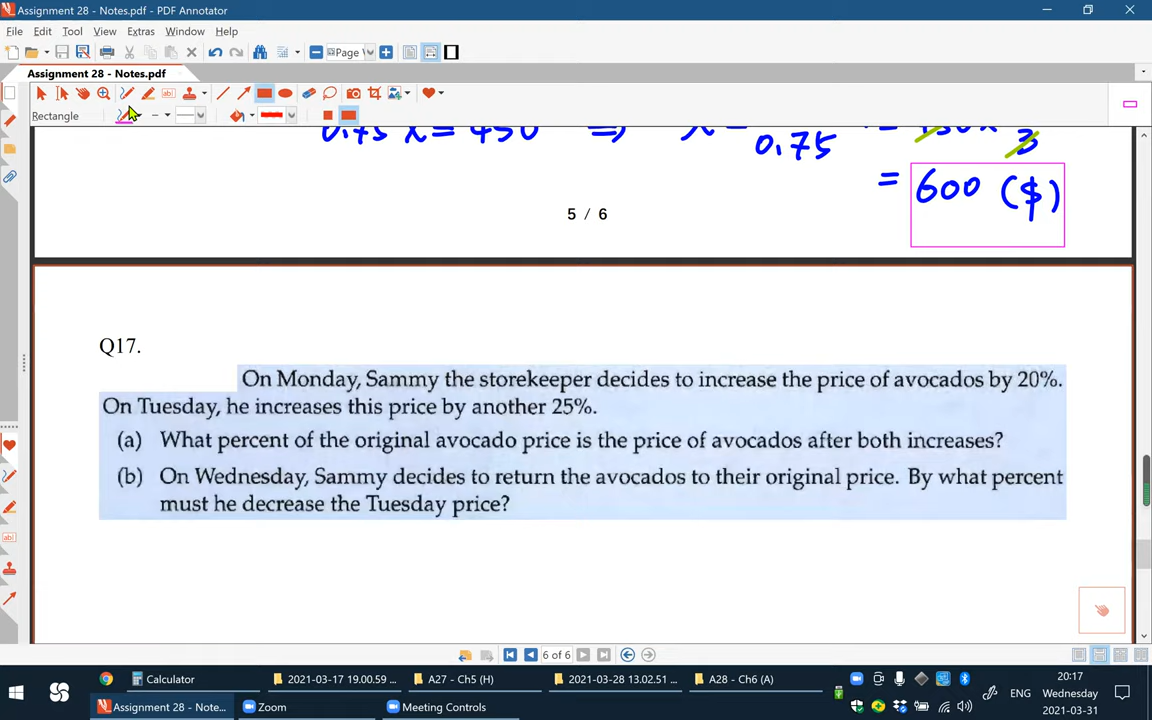 Assignment 28 - Notes.pdf - PDF Annotator
File Edit Tool View Extras Window Help
Page V
Assignment 28 - Notes.pdf
Rectangle
0.75 x = 450 ⇒ x =
0.75
3
= 600 ($)
5 / 6
Q17.
On Monday, Sammy the storekeeper decides to increase the price of avocados by 20%.
On Tuesday, he increases this price by another 25%.
(a) What percent of the original avocado price is the price of avocados after both increases?
(b) On Wednesday, Sammy decides to return the avocados to their original price. By what percent
must he decrease the Tuesday price?
6 of 6
Calculator
2021-03-17 19.00.59 ...
A27 - Ch5 (H)
2021-03-28 13.02.51 ...
A28 - Ch6 (A)
20:17
ENG
Wednesday
2021-03-31
Assignment 28 - Note...
Zoom
Meeting Controls